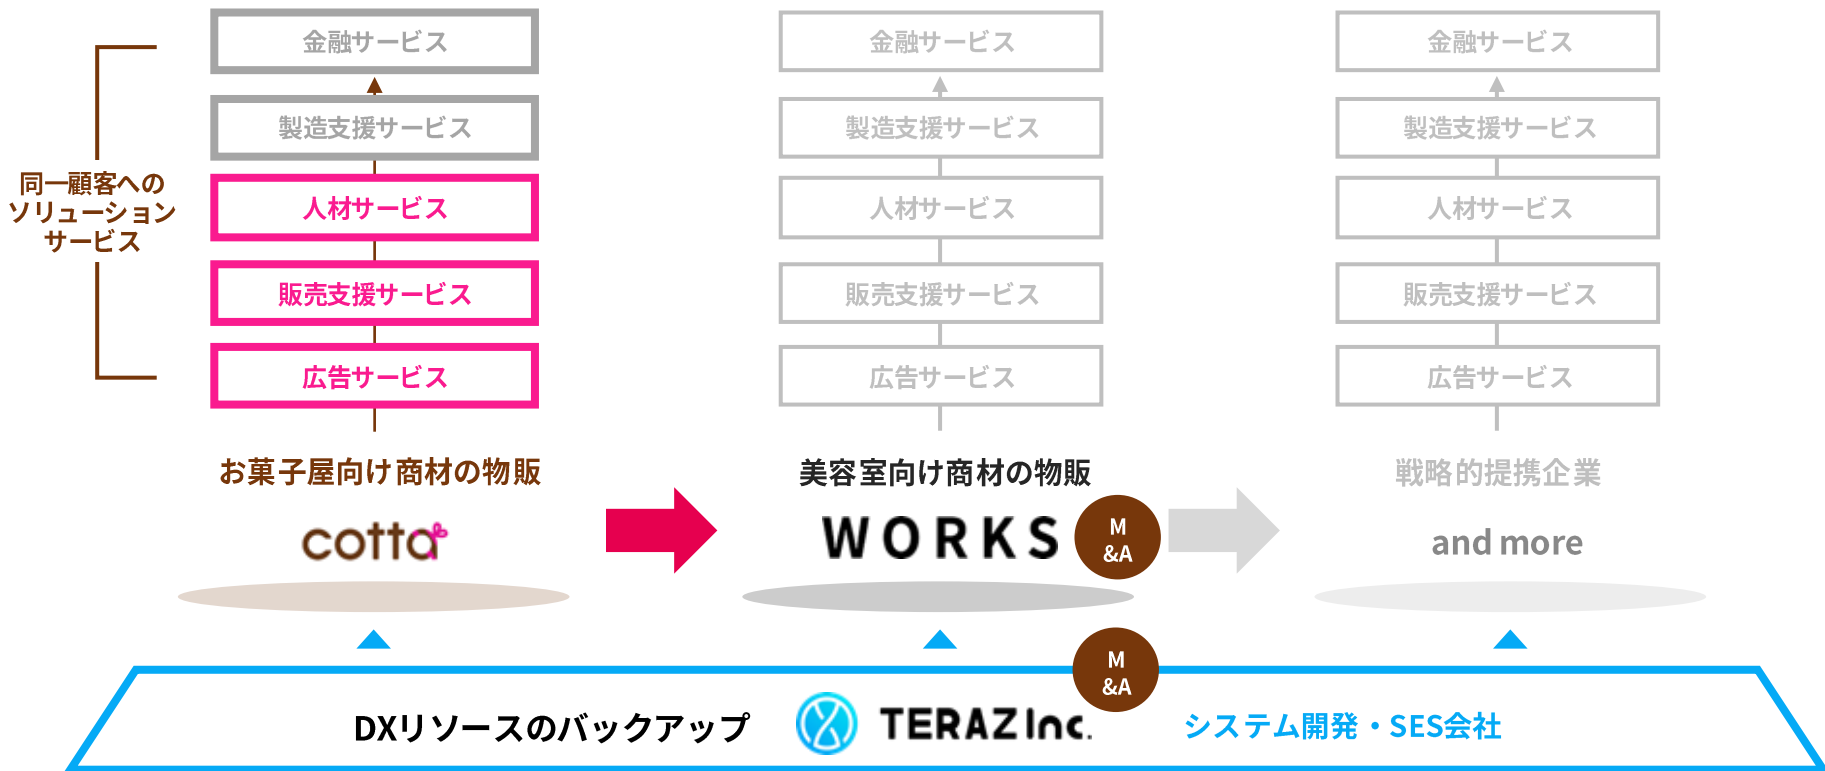 同一顧客への
ソリューション
サービス
金融サービス
製造支援サービス
人材サービス
販売支援サービス
広告サービス
お菓子屋向け商材の物販
cotta
金融サービス
製造支援サービス
人材サービス
販売支援サービス
広告サービス
美容室向け商材の物販
WORKS
M
&A
金融サービス
製造支援サービス
人材サービス
販売支援サービス
広告サービス
戦略的提携企業
and more
M
&A
DXリソースのバックアップ
TERAZ Inc.
システム開発・SES会社